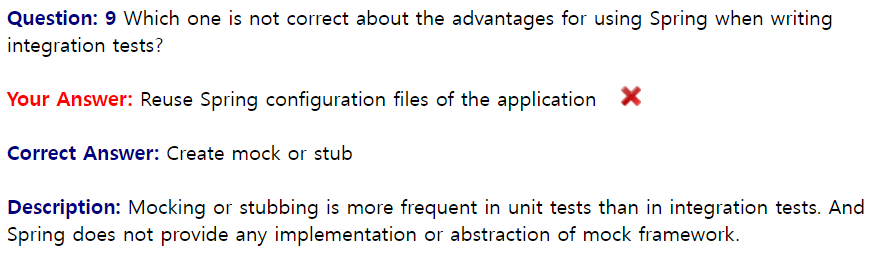 Question: 9 Which one is not correct about the advantages for using Spring when writing
integration tests?
Your Answer: Reuse Spring configuration files of the application
Correct Answer: Create mock or stub
Description: Mocking or stubbing is more frequent in unit tests than in integration tests. And
Spring does not provide any implementation or abstraction of mock framework.